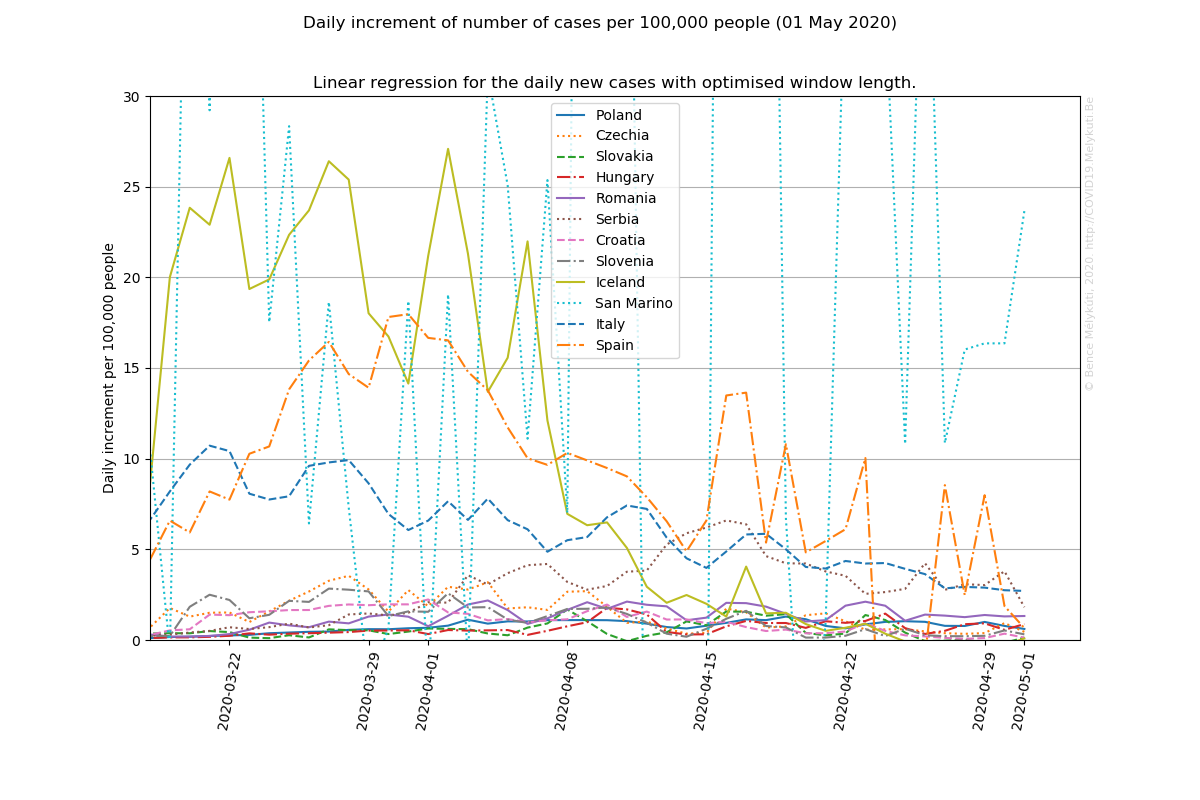 Daily increment of number of cases per 100,000 people (01 May 2020)
Linear regression for the daily new cases with optimised window length.
30
25
20
15
10
5
0
Daily increment per 100,000 people
Poland
Czechia
Slovakia
Hungary
Romania
Serbia
Croatia
Slovenia
Iceland
San Marino
Italy
Spain
2020-03-22
2020-03-29
2020-04-01
2020-04-08
2020-04-15
2020-04-22
2020-04-29
2020-05-01
© Bence Mélykúti, 2020. http://COVID19.Melykuti.Be